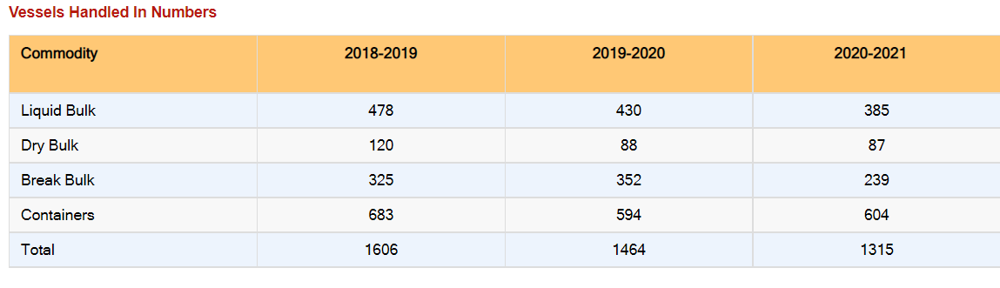 Vessels Handled In Numbers
Commodity 2018-2019 2019-2020 2020-2021
Liquid Bulk 478 430 385
Dry Bulk 120 88 87
Break Bulk 325 352 239
Containers 683 594 604
Total 1606 1464 1315